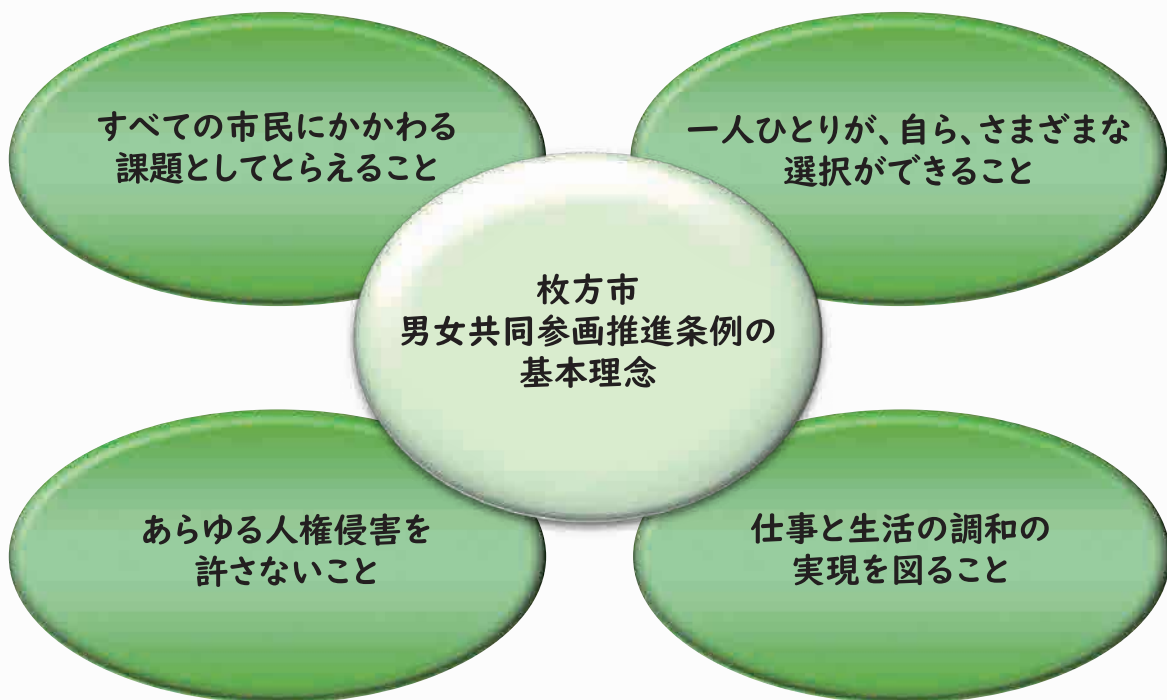 すべての市民にかかわる
課題としてとらえること
一人ひとりが、自ら、さまざまな
選択ができること
枚方市
男女共同参画推進条例の
基本理念
あらゆる人権侵害を
許さないこと
仕事と生活の調和の
実現を図ること